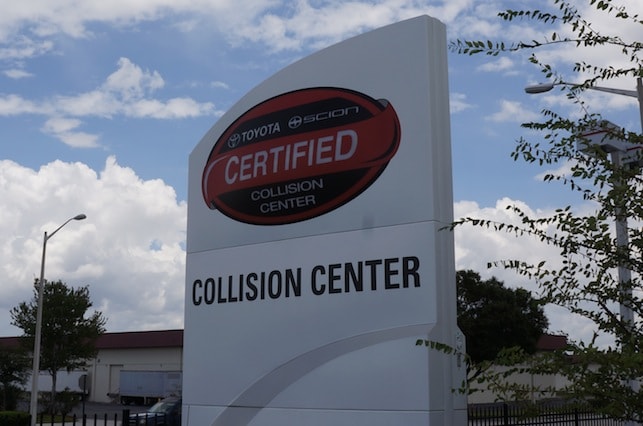 TOYOTA SCION
CERTIFIED
COLLISION
CENTER
COLLISION CENTER